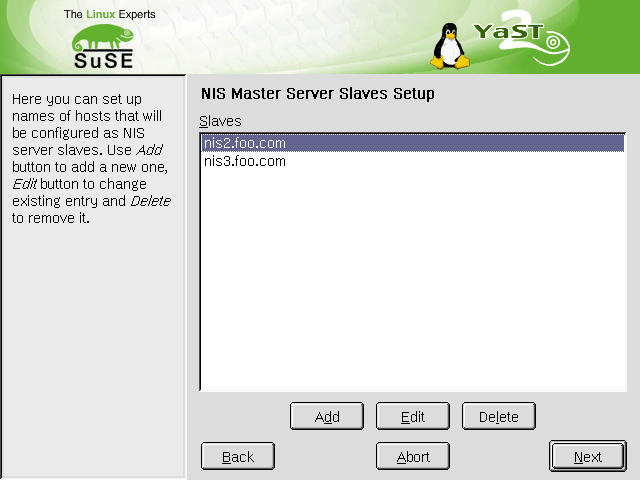 The Linux Experts
SuSE
YaST
2
Here you can set up
names of hosts that will
be configured as NIS
server slaves. Use Add
button to add a new one,
Edit button to change
existing entry and Delete
to remove it.
NIS Master Server Slaves Setup
Slaves
nis2.foo.com
nis3.foo.com
Add Edit Delete
Back Abort Next